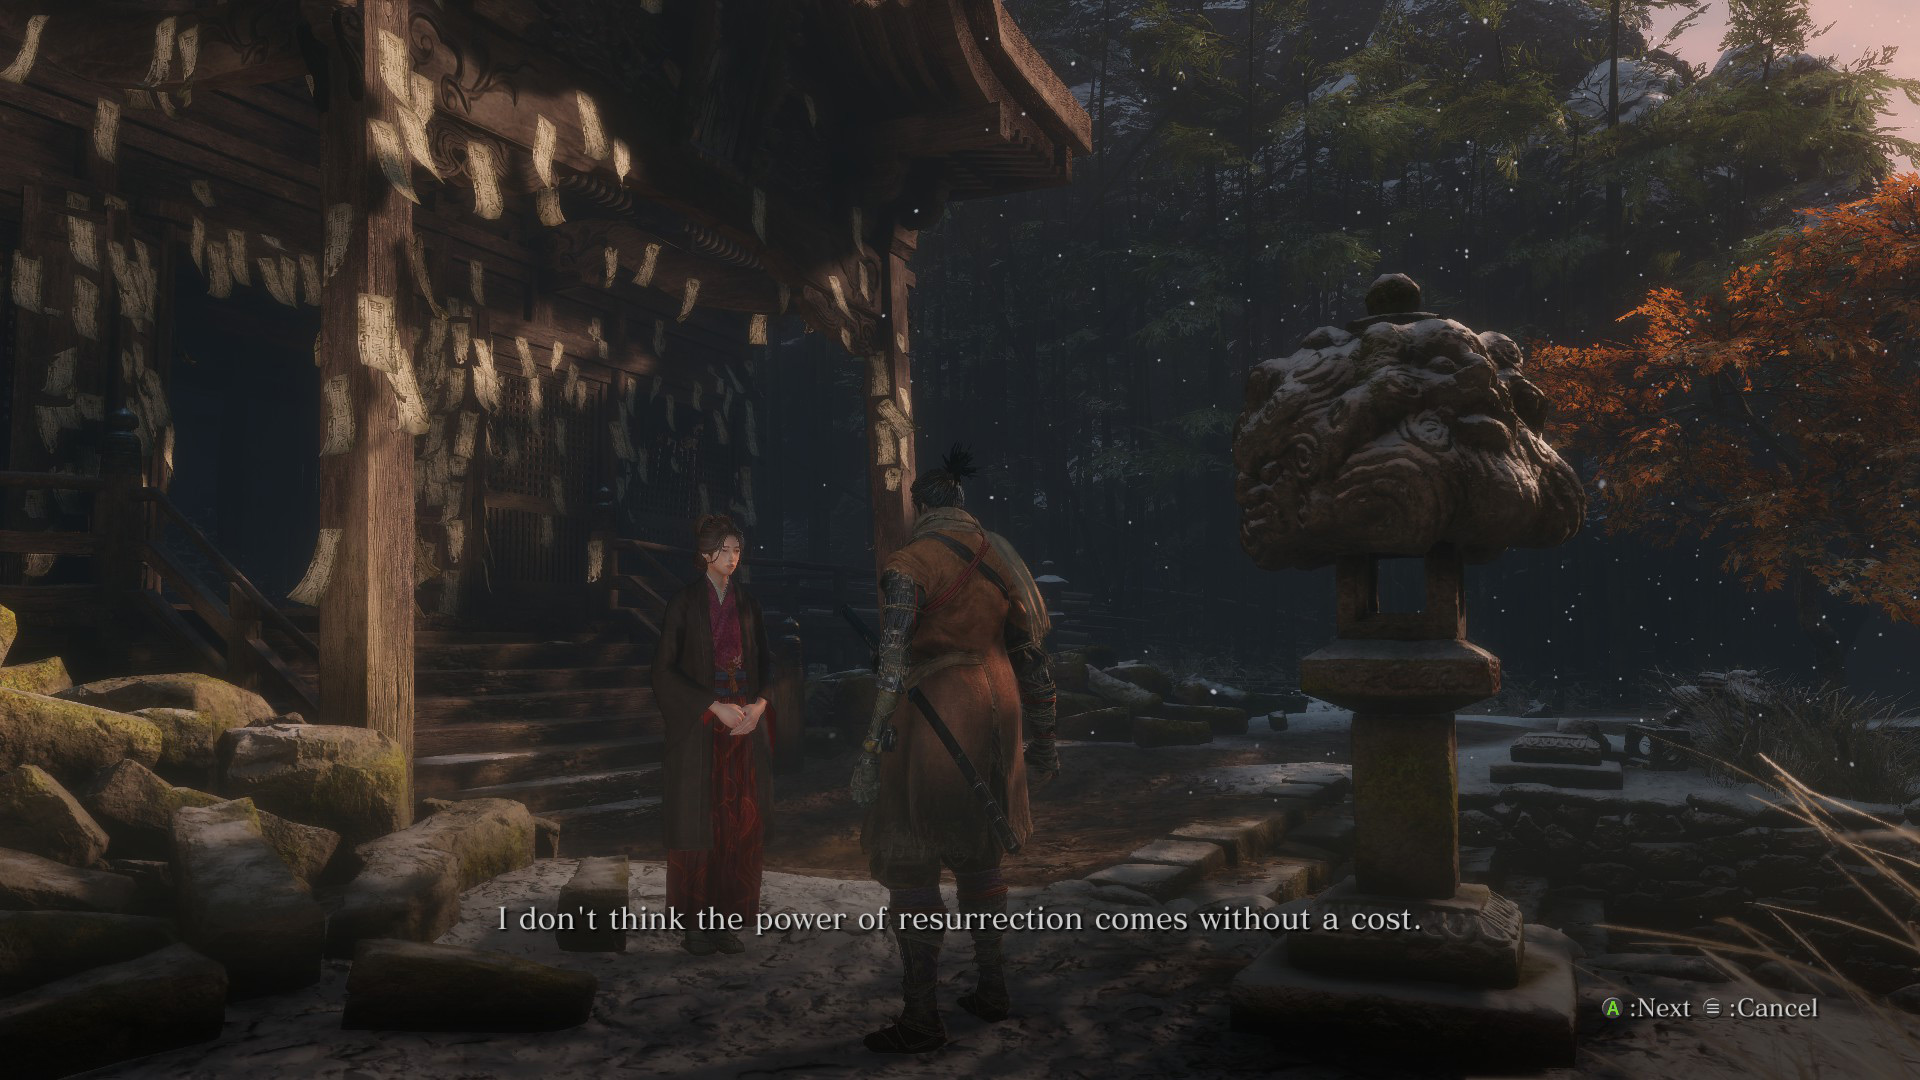 I don't think the power of resurrection comes without a cost.
A :Next ≡ :Cancel